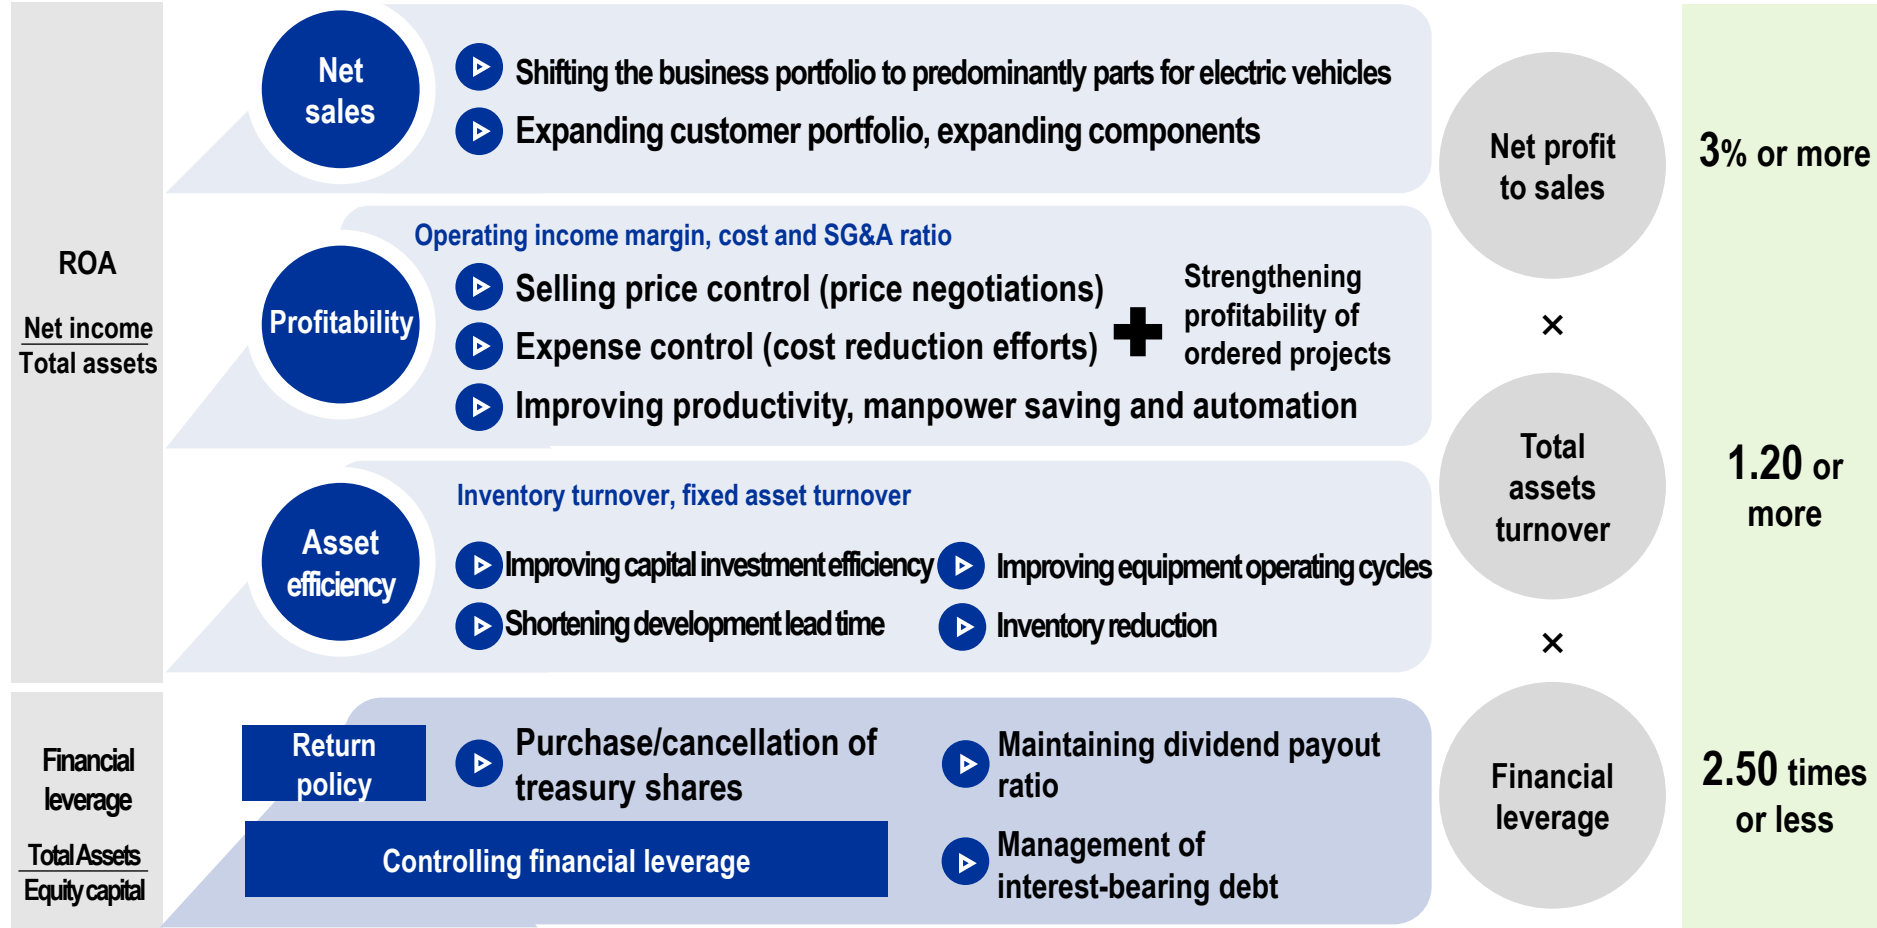 ROA
Net income
Total assets
Net
sales
Shifting the business portfolio to predominantly parts for electric vehicles
Expanding customer portfolio, expanding components
Profitability
Operating income margin, cost and SG&A ratio
Selling price control (price negotiations)
Expense control (cost reduction efforts)
Improving productivity, manpower saving and automation
Strengthening
profitability of
ordered projects
Asset
efficiency
Inventory turnover, fixed asset turnover
Improving capital investment efficiency
Improving equipment operating cycles
Shortening development lead time
Inventory reduction
Financial
leverage
Total Assets
Equity capital
Return
policy
Purchase/cancellation of
treasury shares
Maintaining dividend payout
ratio
Controlling financial leverage
Management of
interest-bearing debt
Net profit
to sales
×
Total
assets
turnover
×
Financial
leverage
3% or more
1.20 or
more
2.50 times
or less